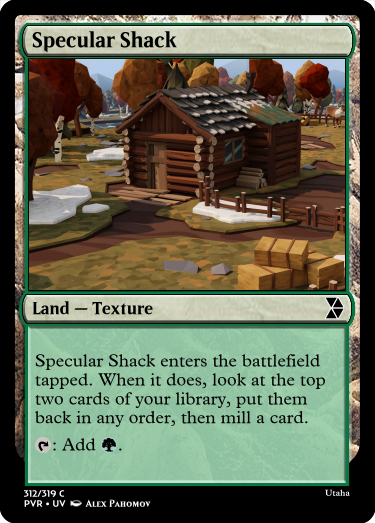 Specular Shack
Land — Texture
Specular Shack enters the battlefield
tapped. When it does, look at the top
two cards of your library, put them
back in any order, then mill a card.
: Add .
312/319 C
PVR • UV Alex Pahomov
Utaha